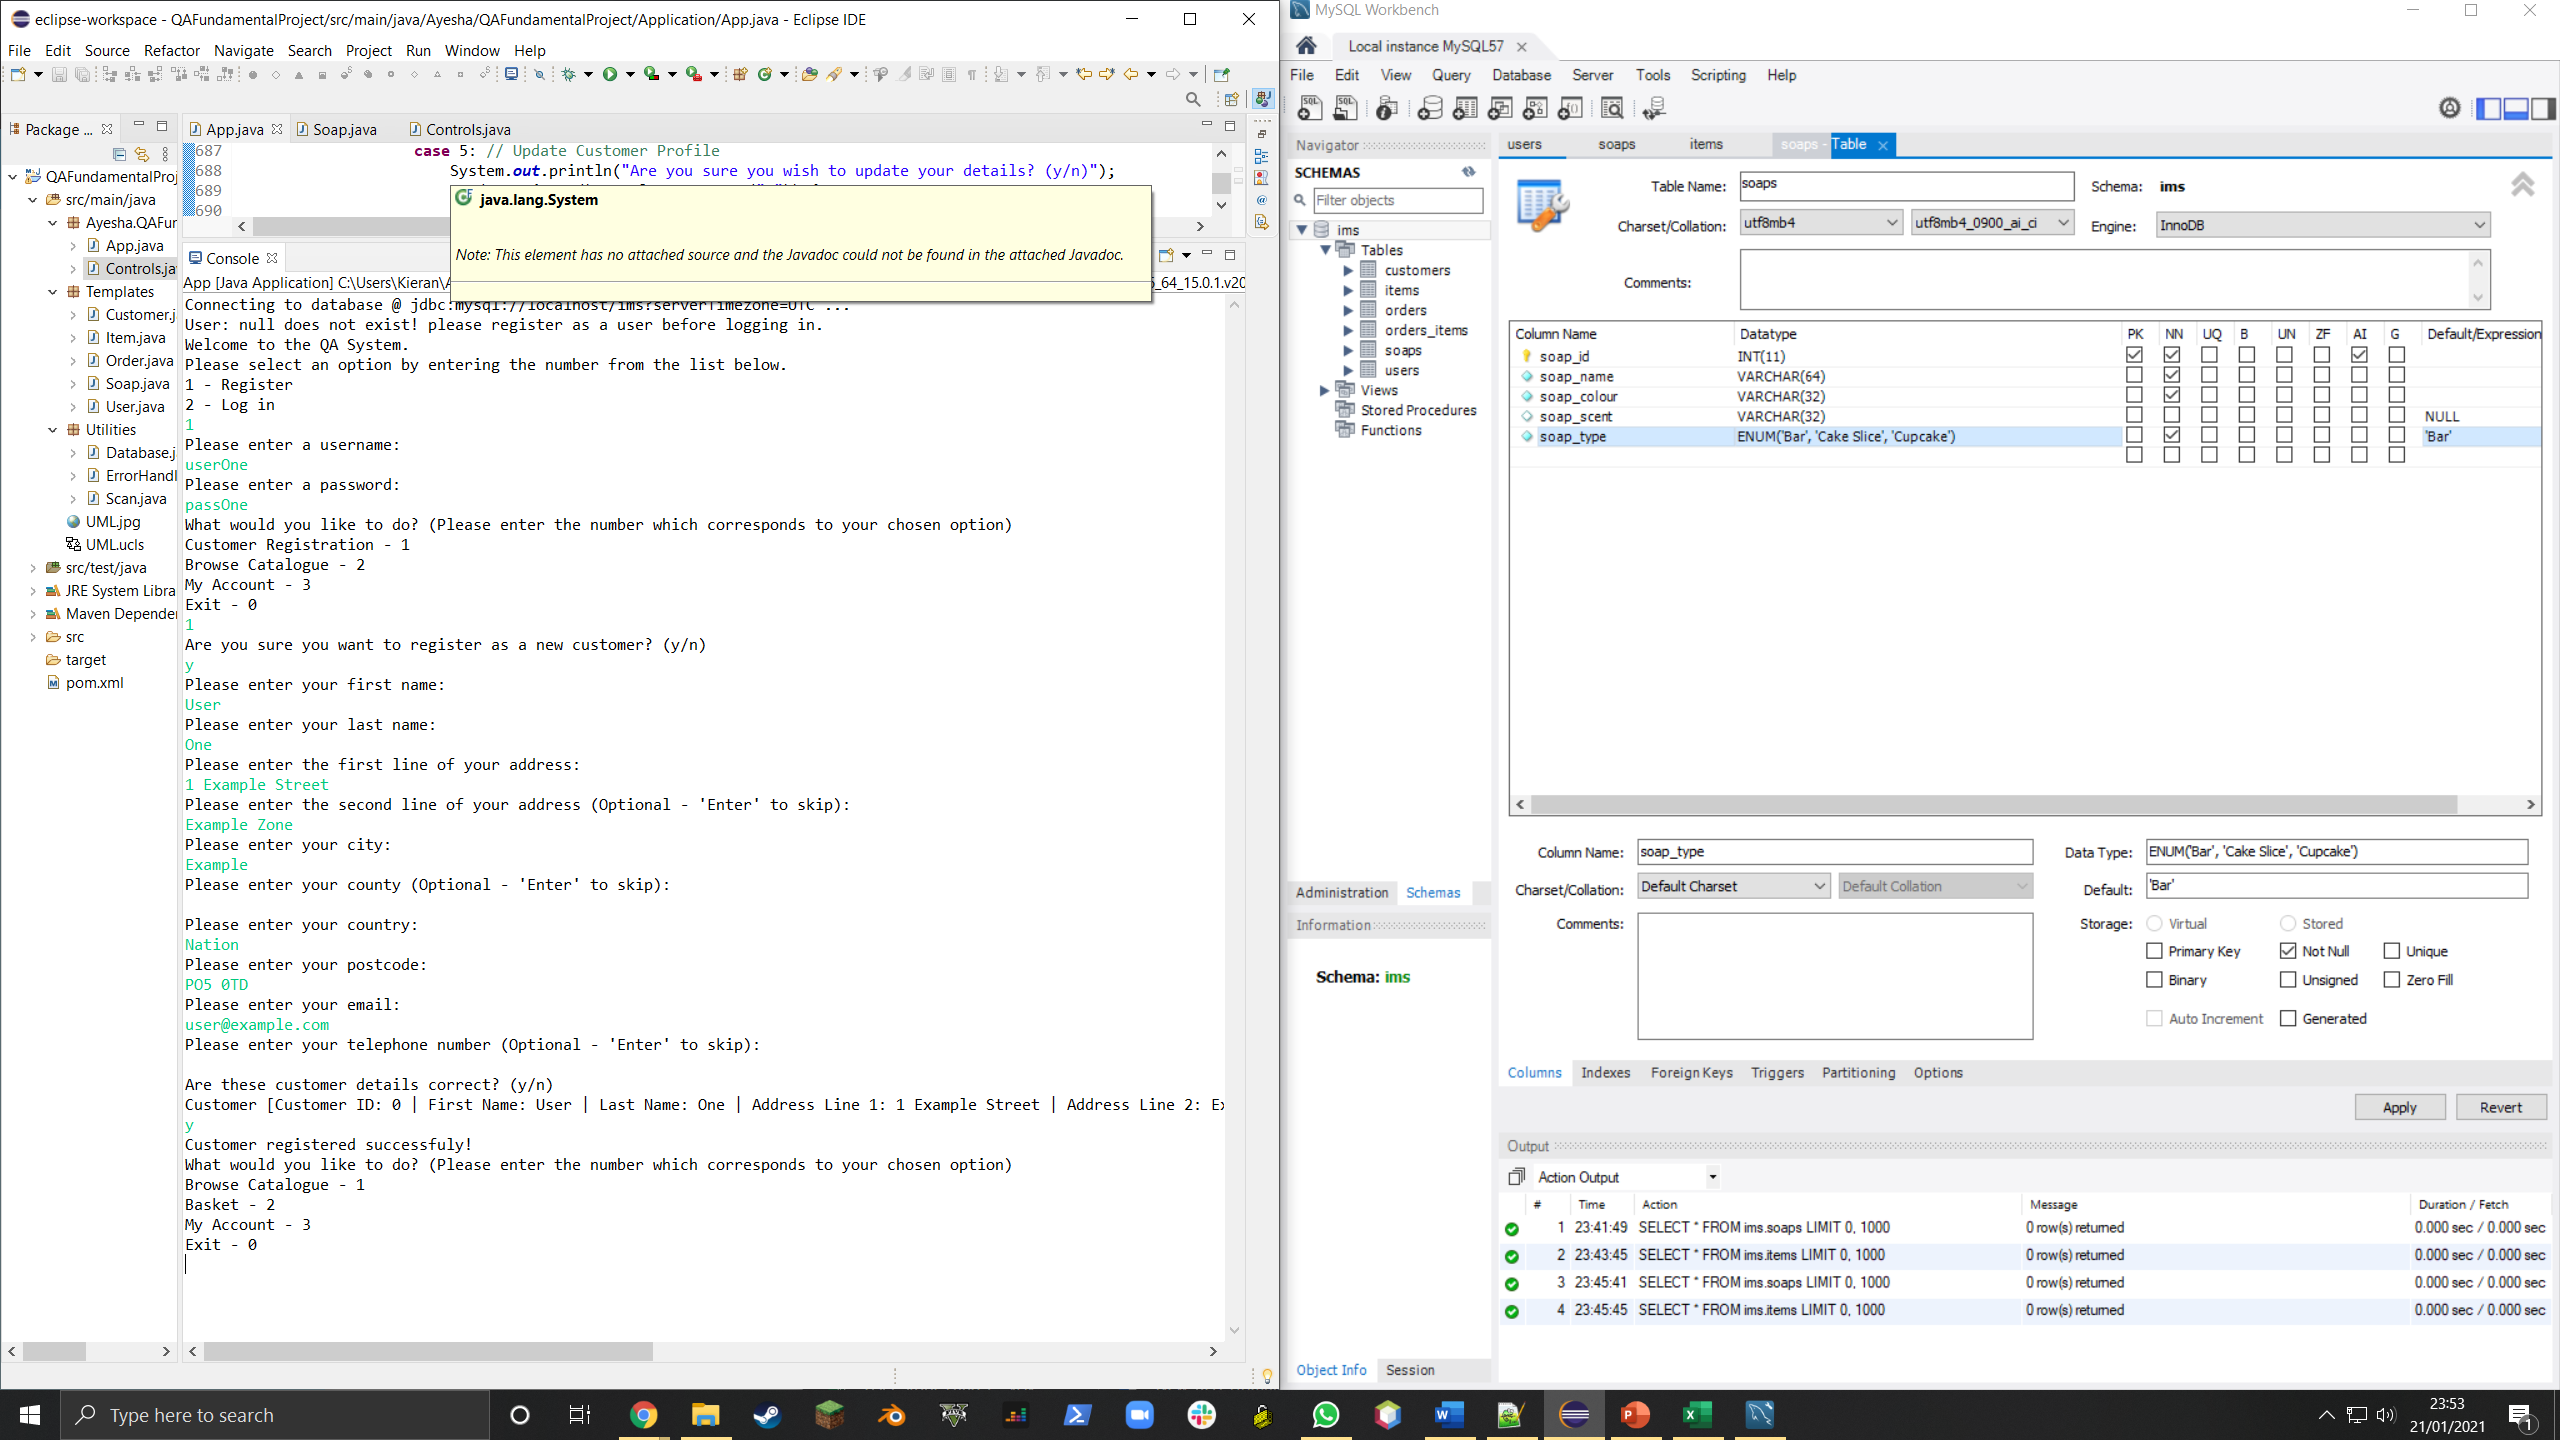 eclipse-workspace - QAFundamentalProject/src/main/java/Ayesha/QAFundamentalProject/Application/App.java - Eclipse IDE
File Edit Source Refactor Navigate Search Project Run Window Help
Package ...
QAFundamentalProj
src/main/java
Ayesha.QAFur
App.java
Controls.ja
Templates
Customer.j
Item.java
Order.java
Soap.java
User.java
Utilities
Database.j
ErrorHandl
Scan.java
UML.jpg
UML.ucls
src/test/java
JRE System Libra
Maven Depender
src
target
pom.xml
App.java Soap.java Controls.java
687 case 5: // Update Customer Profile
688 System.out.println("Are you sure you wish to update your details? (y/n)");
689
690
java.lang.System
Note: This element has no attached source and the Javadoc could not be found in the attached Javadoc.
Console
App [Java Application] C:\Users\Kieran\ _64_15.0.1.v20
Connecting to database @ jdbc:mysql://localhost/ims?serverTimezone=UTC ...
User: null does not exist! please register as a user before logging in.
Welcome to the QA System.
Please select an option by entering the number from the list below.
1 - Register
2 - Log in
1
Please enter a username:
userOne
Please enter a password:
passOne
What would you like to do? (Please enter the number which corresponds to your chosen option)
Customer Registration - 1
Browse Catalogue - 2
My Account - 3
Exit - 0
1
Are you sure you want to register as a new customer? (y/n)
y
Please enter your first name:
User
Please enter your last name:
One
Please enter the first line of your address:
1 Example Street
Please enter the second line of your address (Optional - 'Enter' to skip):
Example Zone
Please enter your city:
Example
Please enter your county (Optional - 'Enter' to skip):
Please enter your country:
Nation
Please enter your postcode:
PO5 0TD
Please enter your email:
user@example.com
Please enter your telephone number (Optional - 'Enter' to skip):
Are these customer details correct? (y/n)
Customer [Customer ID: 0 | First Name: User | Last Name: One | Address Line 1: 1 Example Street | Address Line 2: Ex
y
Customer registered successfuly!
What would you like to do? (Please enter the number which corresponds to your chosen option)
Browse Catalogue - 1
Basket - 2
My Account - 3
Exit - 0
MySQL Workbench
Local instance MySQL57
File Edit View Query Database Server Tools Scripting Help
Navigator
SCHEMAS
Filter objects
ims
Tables
customers
items
orders
orders_items
soaps
users
Views
Stored Procedures
Functions
Administration Schemas
Information
Schema: ims
Object Info Session
users soaps items soaps - Table
Table Name: soaps Schema: ims
Charset/Collation: utf8mb4 utf8mb4_0900_ai_ci Engine: InnoDB
Comments:
Column Name Datatype PK NN UQ B UN ZF AI G Default/Expression
soap_id INT(11)
soap_name VARCHAR(64)
soap_colour VARCHAR(32)
soap_scent VARCHAR(32) NULL
soap_type ENUM('Bar', 'Cake Slice', 'Cupcake') 'Bar'
Column Name: soap_type Data Type: ENUM('Bar', 'Cake Slice', 'Cupcake')
Charset/Collation: Default Charset Default Collation Default: 'Bar'
Comments: Storage: Virtual Stored
Primary Key Not Null Unique
Binary Unsigned Zero Fill
Auto Increment Generated
Columns Indexes Foreign Keys Triggers Partitioning Options
Apply Revert
Output
Action Output
# Time Action Message Duration / Fetch
1 23:41:49 SELECT * FROM ims.soaps LIMIT 0, 1000 0 row(s) returned 0.000 sec / 0.000 sec
2 23:43:45 SELECT * FROM ims.items LIMIT 0, 1000 0 row(s) returned 0.000 sec / 0.000 sec
3 23:45:41 SELECT * FROM ims.soaps LIMIT 0, 1000 0 row(s) returned 0.000 sec / 0.000 sec
4 23:45:45 SELECT * FROM ims.items LIMIT 0, 1000 0 row(s) returned 0.000 sec / 0.000 sec
Type here to search
23:53
21/01/2021
1